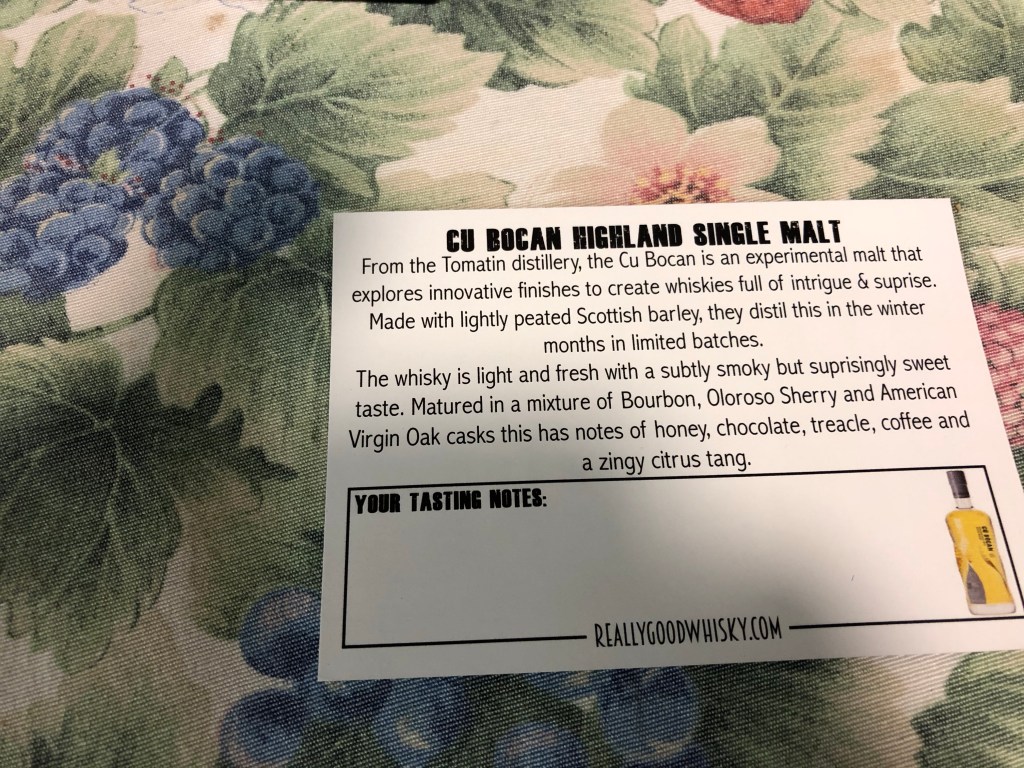 CU BOCAN HIGHLAND SINGLE MALT
From the Tomatin distillery, the Cu Bocan is an experimental malt that
explores innovative finishes to create whiskies full of intrigue & suprise.
Made with lightly peated Scottish barley, they distil this in the winter
months in limited batches.
The whisky is light and fresh with a subtly smoky but suprisingly sweet
taste. Matured in a mixture of Bourbon, Oloroso Sherry and American
Virgin Oak casks this has notes of honey, chocolate, treacle, coffee and
a zingy citrus tang.
YOUR TASTING NOTES:
CU BOCAN
REALLYGOODWHISKY.COM